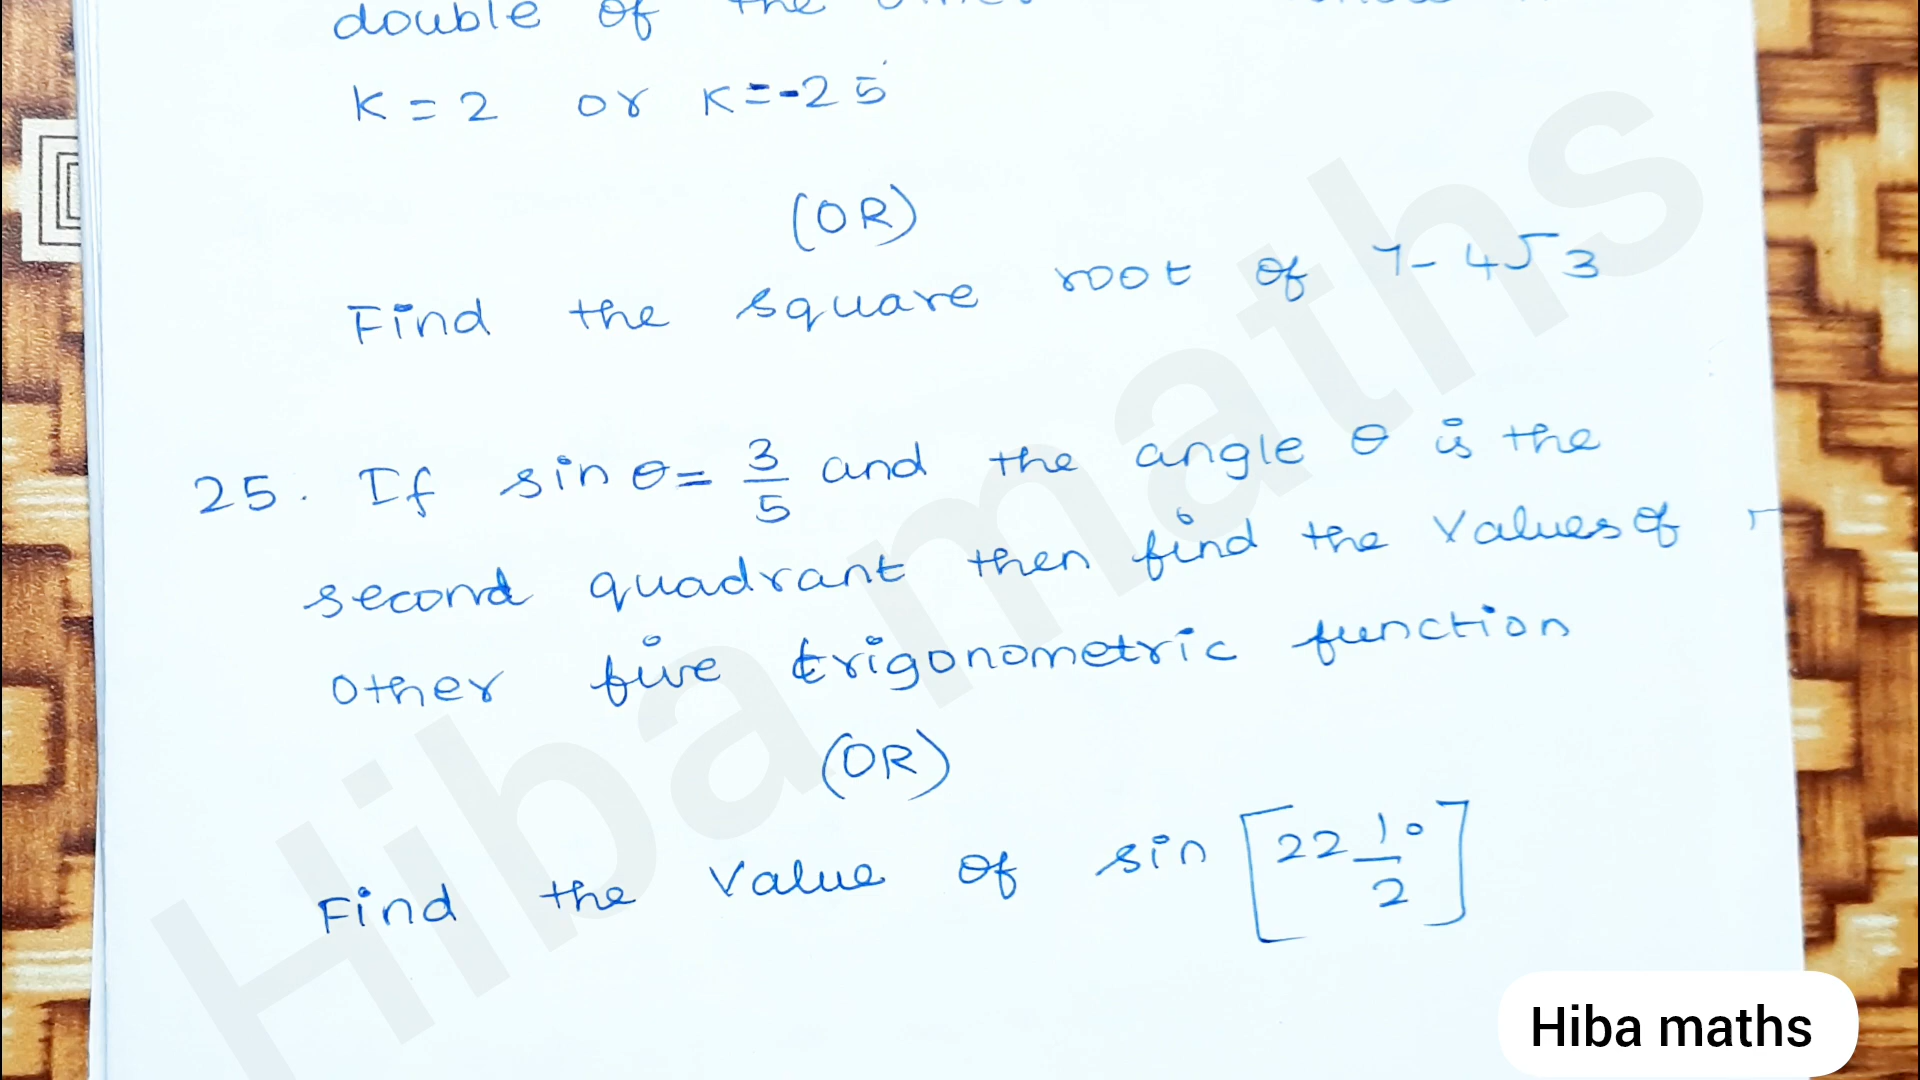 double of the
K = 2 or K = -25
(OR)
Find the square root of 7 - 4√3
25. If sin θ = 3/5 and the angle θ is the
second quadrant then find the values of
other five trigonometric function
(OR)
Find the value of sin [22 1/2°]
Hiba maths
Hiba maths